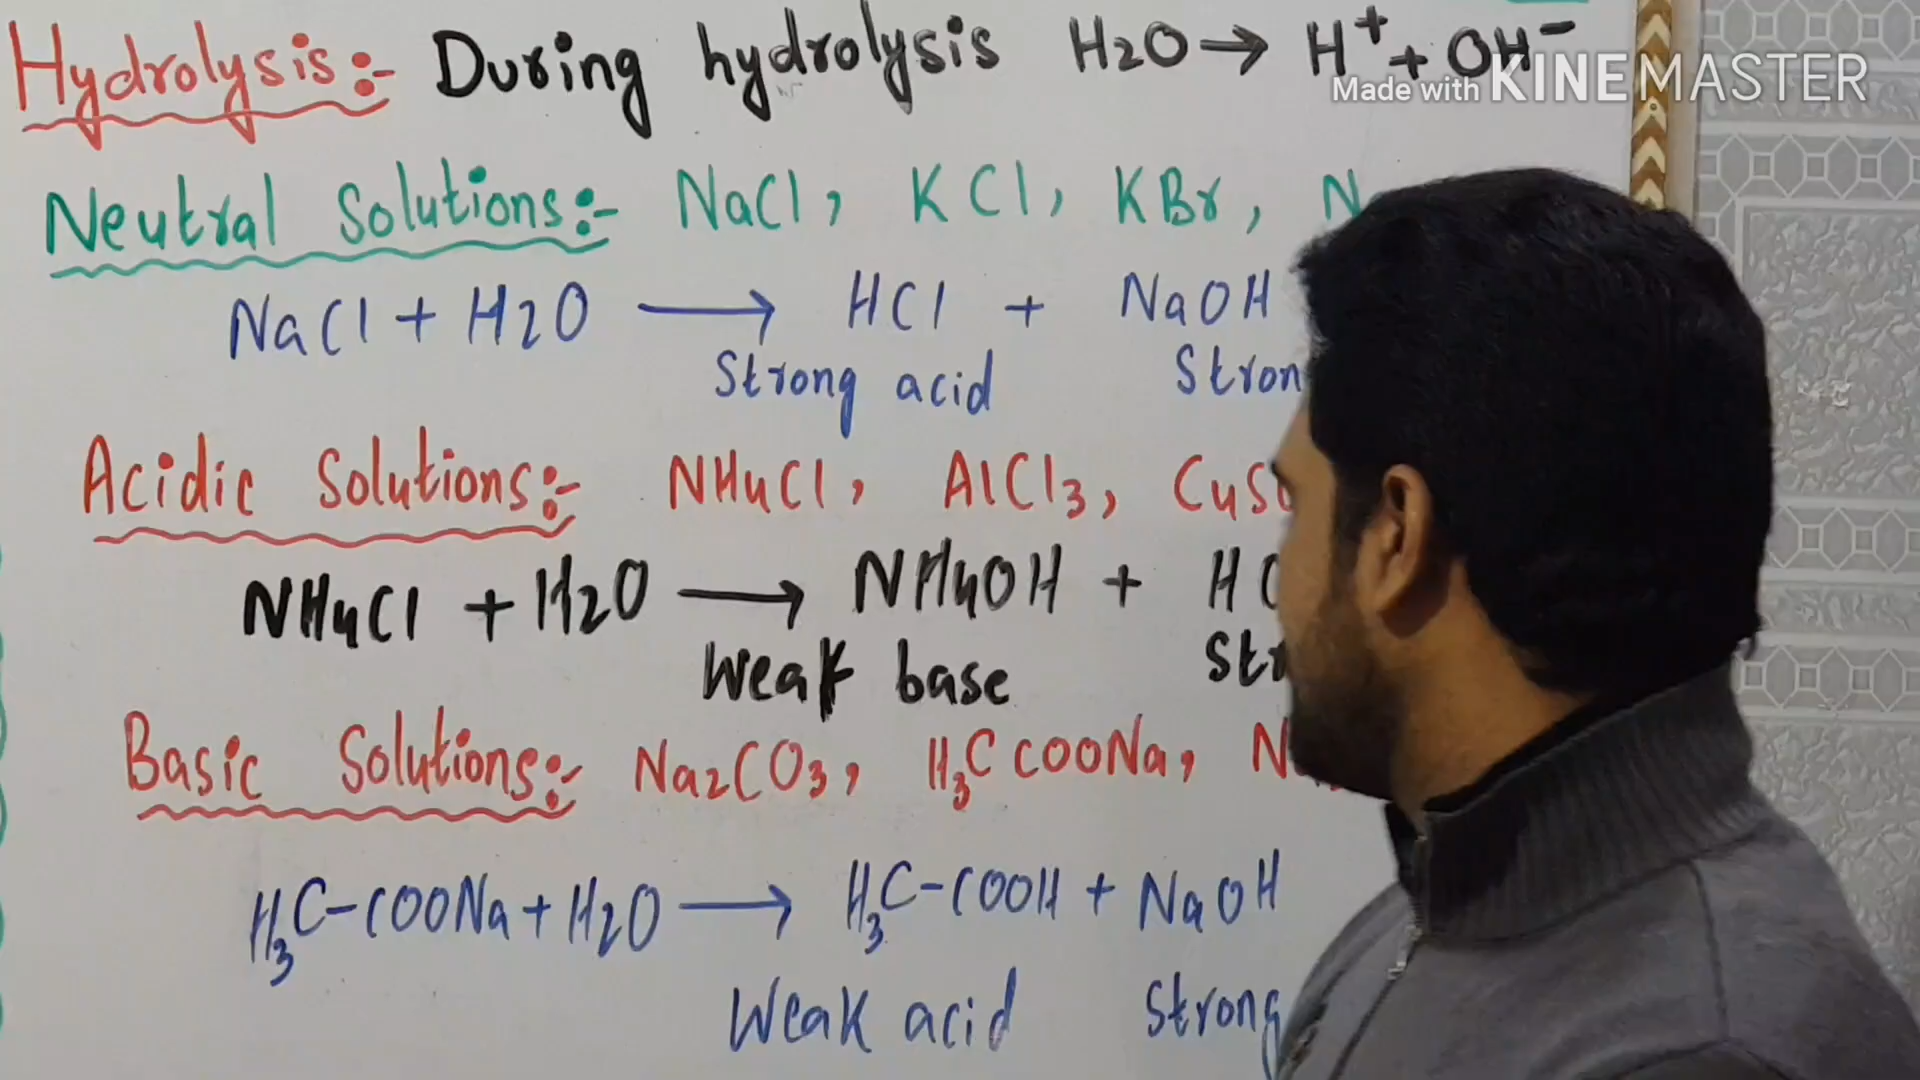 Hydrolysis:- During hydrolysis H2O → H⁺ + OH⁻
Made with KINEMASTER
Neutral Solutions:- NaCl, KCl, KBr,
NaCl + H2O → HCl + NaOH
Strong acid
Acidic Solutions:- NH4Cl, AlCl3,
NH4Cl + H2O → NH4OH +
Weak base
Basic Solutions:- Na2CO3, H3CCOONa,
H3C-COONa + H2O → H3C-COOH + NaOH
Weak acid Strong